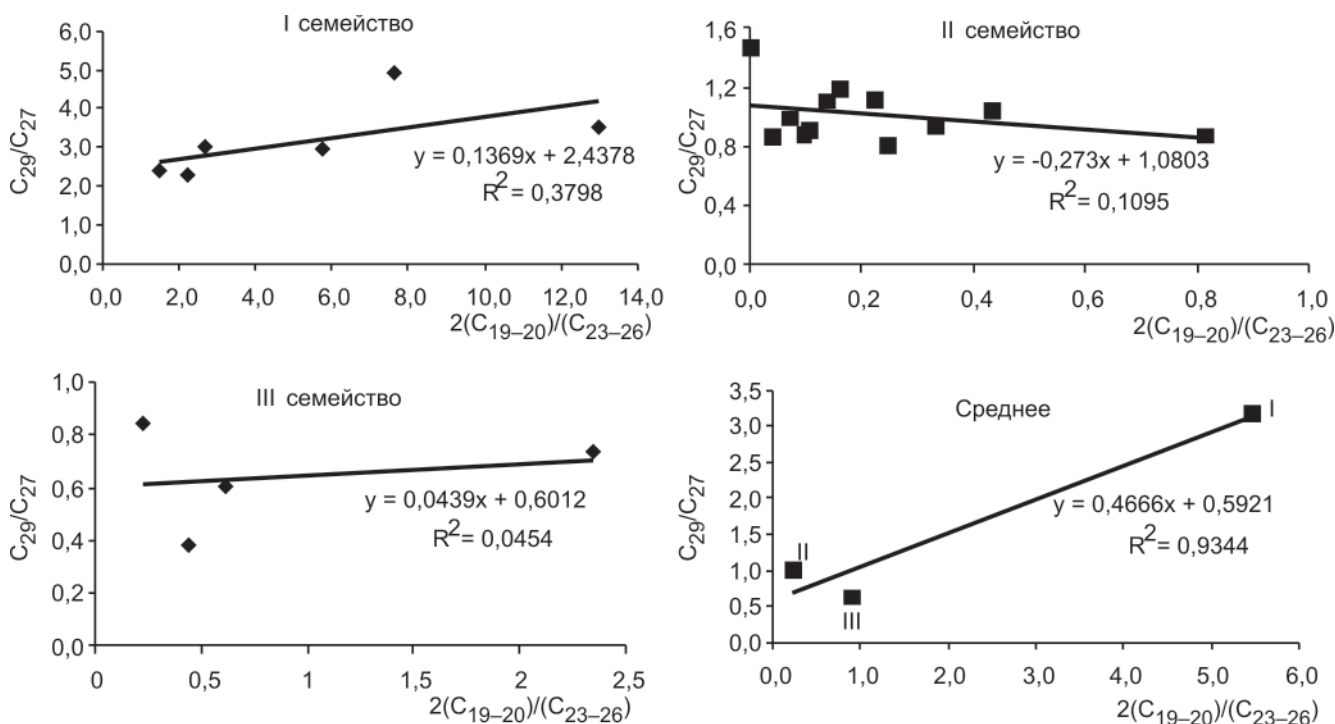 I семейство
6,0
5,0
4,0
3,0
2,0
1,0
0,0
C29/C27
y = 0,1369x + 2,4378
R2 = 0,3798
0,0 2,0 4,0 6,0 8,0 10,0 12,0 14,0
2(C19–20)/(C23–26)
II семейство
1,6
1,2
0,8
0,4
0,0
C29/C27
y = -0,273x + 1,0803
R2 = 0,1095
0,0 0,2 0,4 0,6 0,8 1,0
2(C19–20)/(C23–26)
III семейство
1,0
0,8
0,6
0,4
0,2
0,0
C29/C27
y = 0,0439x + 0,6012
R2 = 0,0454
0 0,5 1 1,5 2 2,5
2(C19–20)/(C23–26)
Среднее
3,5
3,0
2,5
2,0
1,5
1,0
0,5
0,0
C29/C27
I
II
III
y = 0,4666x + 0,5921
R2 = 0,9344
0,0 1,0 2,0 3,0 4,0 5,0 6,0
2(C19–20)/(C23–26)